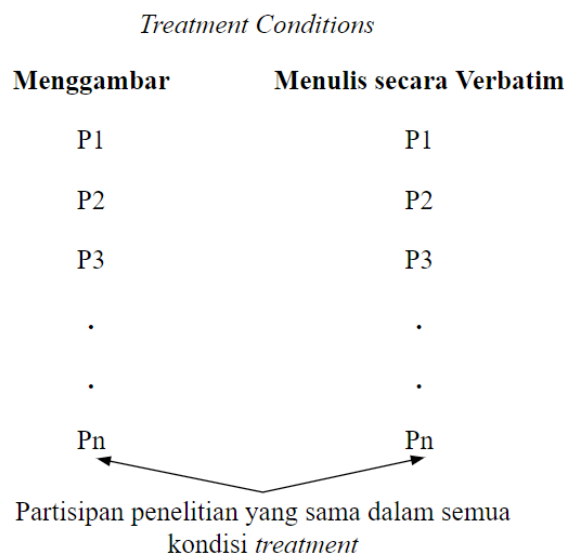 Treatment Conditions
Menggambar Menulis secara Verbatim
P1 P1
P2 P2
P3 P3
. .
. .
Pn Pn
Partisipan penelitian yang sama dalam semua
kondisi treatment